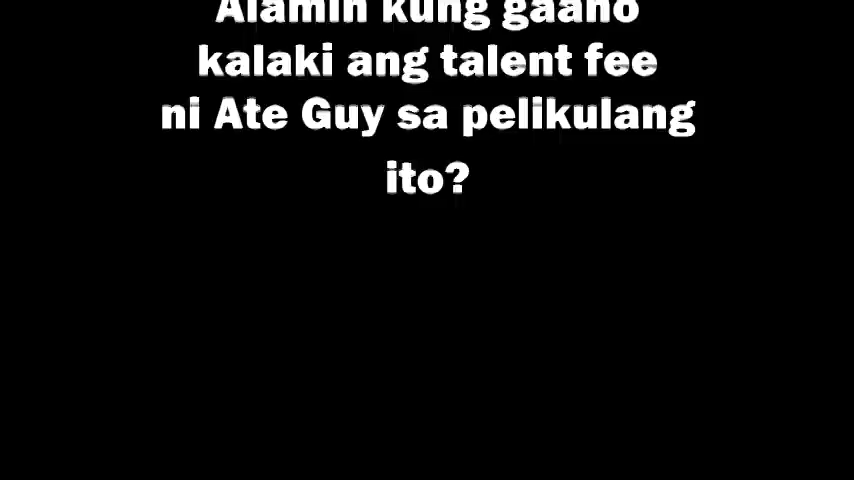 Alamin kung gaano
kalaki ang talent fee
ni Ate Guy sa pelikulang
ito?